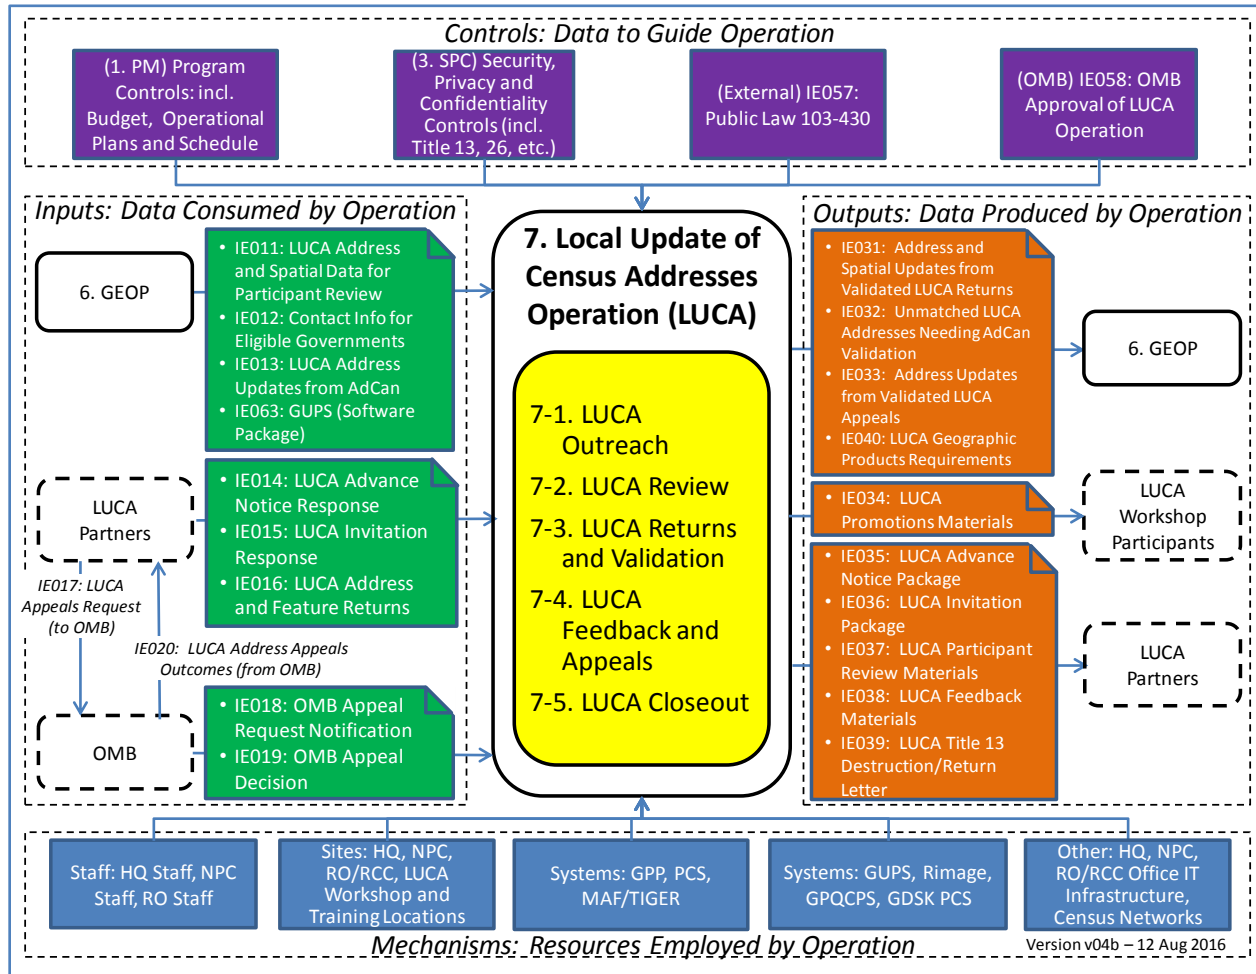 Controls: Data to Guide Operation
(1. PM) Program
Controls: incl.
Budget, Operational
Plans and Schedule
(3. SPC) Security,
Privacy and
Confidentiality
Controls (incl.
Title 13, 26, etc.)
(External) IE057:
Public Law 103-430
(OMB) IE058: OMB
Approval of LUCA
Operation
Inputs: Data Consumed by Operation
6. GEOP
• IE011: LUCA Address
and Spatial Data for
Participant Review
• IE012: Contact Info for
Eligible Governments
• IE013: LUCA Address
Updates from AdCan
• IE063: GUPS (Software
Package)
LUCA
Partners
• IE014: LUCA Advance
Notice Response
• IE015: LUCA Invitation
Response
• IE016: LUCA Address
and Feature Returns
IE017: LUCA
Appeals Request
(to OMB)
IE020: LUCA Address Appeals
Outcomes (from OMB)
OMB
• IE018: OMB Appeal
Request Notification
• IE019: OMB Appeal
Decision
7. Local Update of
Census Addresses
Operation (LUCA)
7-1. LUCA
Outreach
7-2. LUCA Review
7-3. LUCA Returns
and Validation
7-4. LUCA
Feedback and
Appeals
7-5. LUCA Closeout
Outputs: Data Produced by Operation
• IE031: Address and
Spatial Updates from
Validated LUCA Returns
• IE032: Unmatched LUCA
Addresses Needing AdCan
Validation
• IE033: Address Updates
from Validated LUCA
Appeals
• IE040: LUCA Geographic
Products Requirements
6. GEOP
• IE034: LUCA
Promotions Materials
LUCA
Workshop
Participants
• IE035: LUCA Advance
Notice Package
• IE036: LUCA Invitation
Package
• IE037: LUCA Participant
Review Materials
• IE038: LUCA Feedback
Materials
• IE039: LUCA Title 13
Destruction/Return
Letter
LUCA
Partners
Staff: HQ Staff, NPC
Staff, RO Staff
Sites: HQ, NPC,
RO/RCC, LUCA
Workshop and
Training Locations
Systems: GPP, PCS,
MAF/TIGER
Systems: GUPS, Rimage,
GPQCPS, GDSK PCS
Other: HQ, NPC,
RO/RCC Office IT
Infrastructure,
Census Networks
Mechanisms: Resources Employed by Operation
Version v04b – 12 Aug 2016